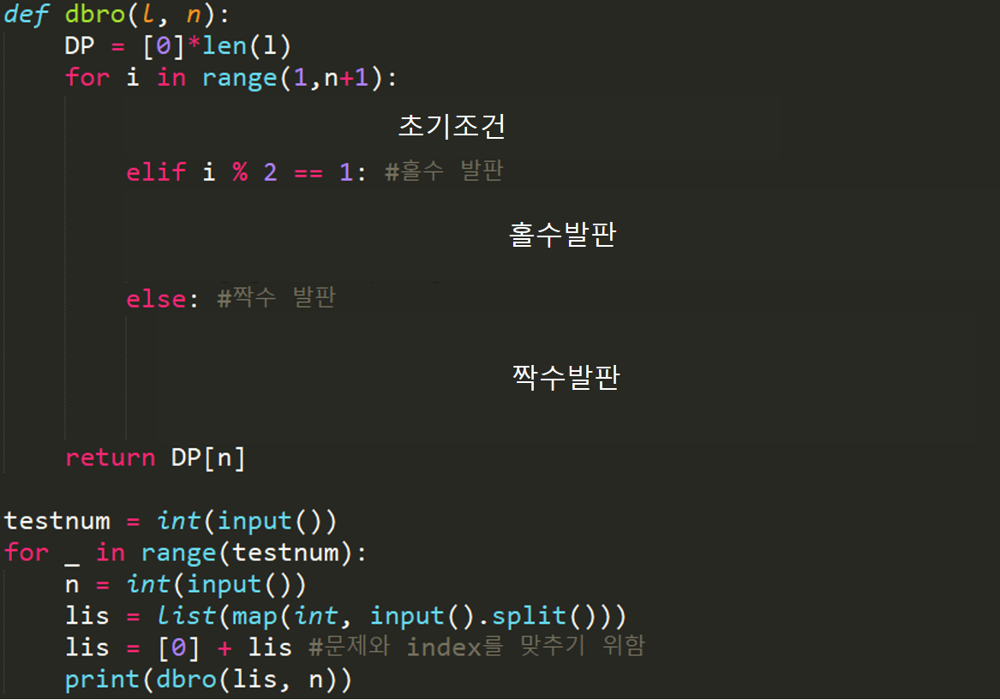 def dbro(l, n):
    DP = [0]*len(l)
    for i in range(1,n+1):
초기조건
        elif i % 2 == 1: #홀수 발판
홀수발판
        else: #짝수 발판
짝수발판
    return DP[n]
testnum = int(input())
for _ in range(testnum):
    n = int(input())
    lis = list(map(int, input().split()))
    lis = [0] + lis #문제와 index를 맞추기 위함
    print(dbro(lis, n))